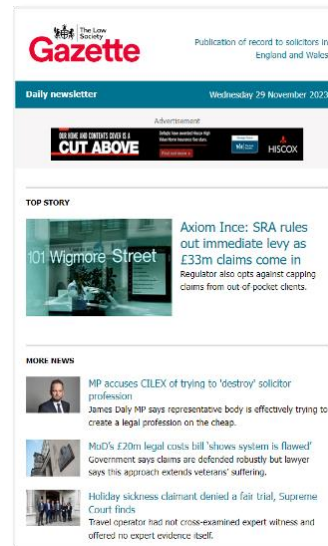 The Law
Society
Gazette
Publication of record to solicitors in
England and Wales
Daily newsletter
Wednesday 29 November 2023
Advertisement
OUR HOME AND CONTENTS COVER IS A
CUT ABOVE
HISCOX
TOP STORY
101 Wigmore Street
Axiom Ince: SRA rules
out immediate levy as
£33m claims come in
Regulator also opts against capping
claims from out-of-pocket clients.
MORE NEWS
MP accuses CILEX of trying to 'destroy' solicitor
profession
James Daly MP says representative body is effectively trying to
create a legal profession on the cheap.
MoD's £20m legal costs bill 'shows system is flawed'
Government says claims are defended robustly but lawyer
says this approach extends veterans' suffering.
Holiday sickness claimant denied a fair trial, Supreme
Court finds
Travel operator had not cross-examined expert witness and
offered no expert evidence itself.